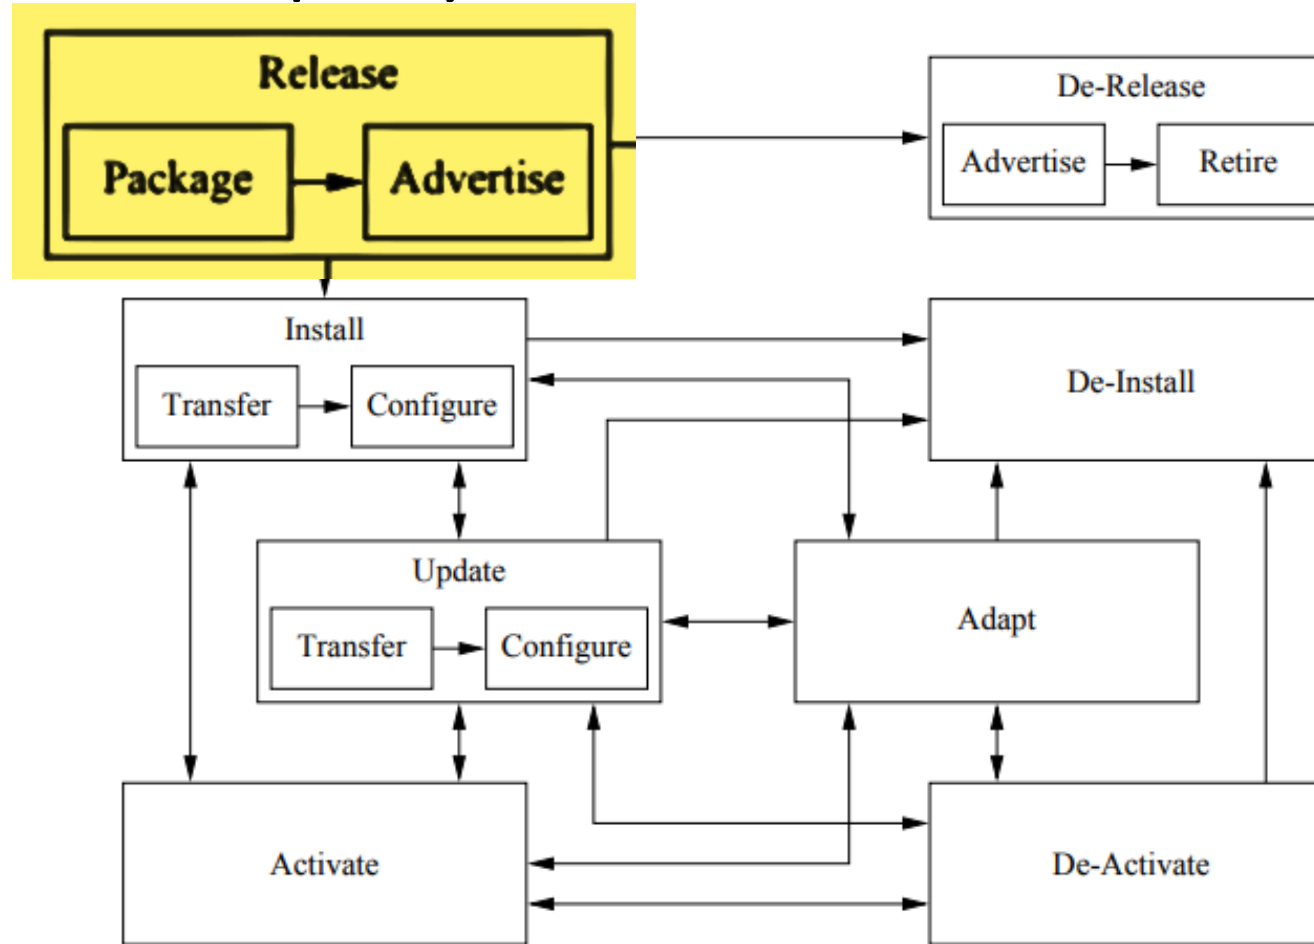 Release
Package
Advertise
De-Release
Advertise
Retire
Install
Transfer
Configure
De-Install
Update
Transfer
Configure
Adapt
Activate
De-Activate